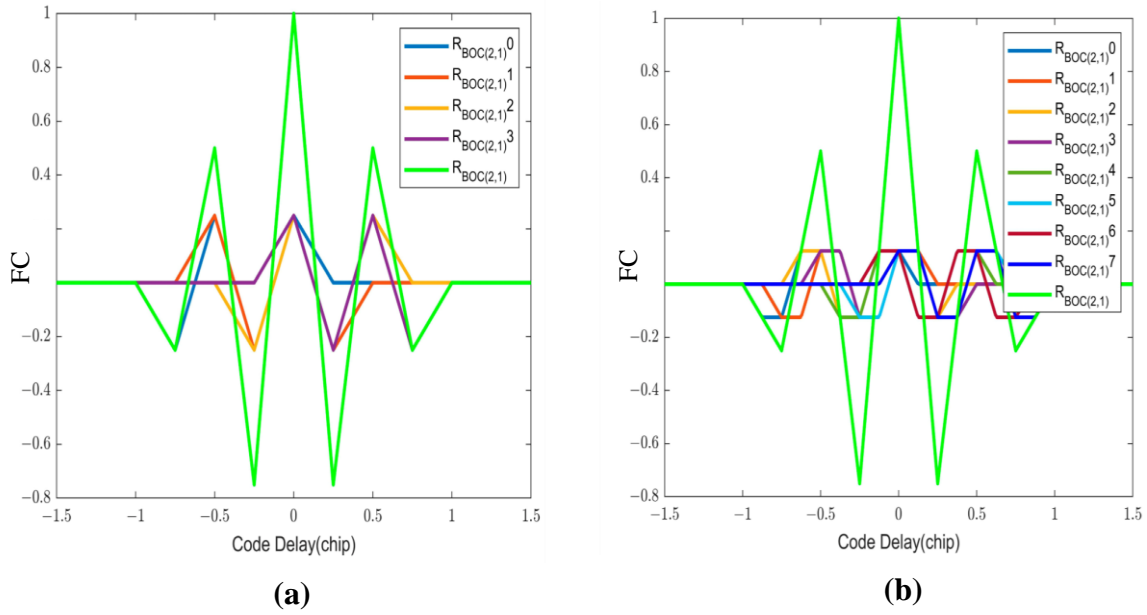 1
0.8
0.6
0.4
FC
−0.2
−0.4
−0.6
−0.8
−1.5
−1
−0.5
0
0.5
1
1.5
Code Delay(chip)
R_BOC(2,1)0
R_BOC(2,1)1
R_BOC(2,1)2
R_BOC(2,1)3
R_BOC(2,1)
(a)
1
0.8
0.6
0.4
FC
−0.2
−0.4
−0.6
−0.8
−1.5
−1
−0.5
0
0.5
1
1.5
Code Delay(chip)
R_BOC(2,1)0
R_BOC(2,1)1
R_BOC(2,1)2
R_BOC(2,1)3
R_BOC(2,1)4
R_BOC(2,1)5
R_BOC(2,1)6
R_BOC(2,1)7
R_BOC(2,1)
(b)